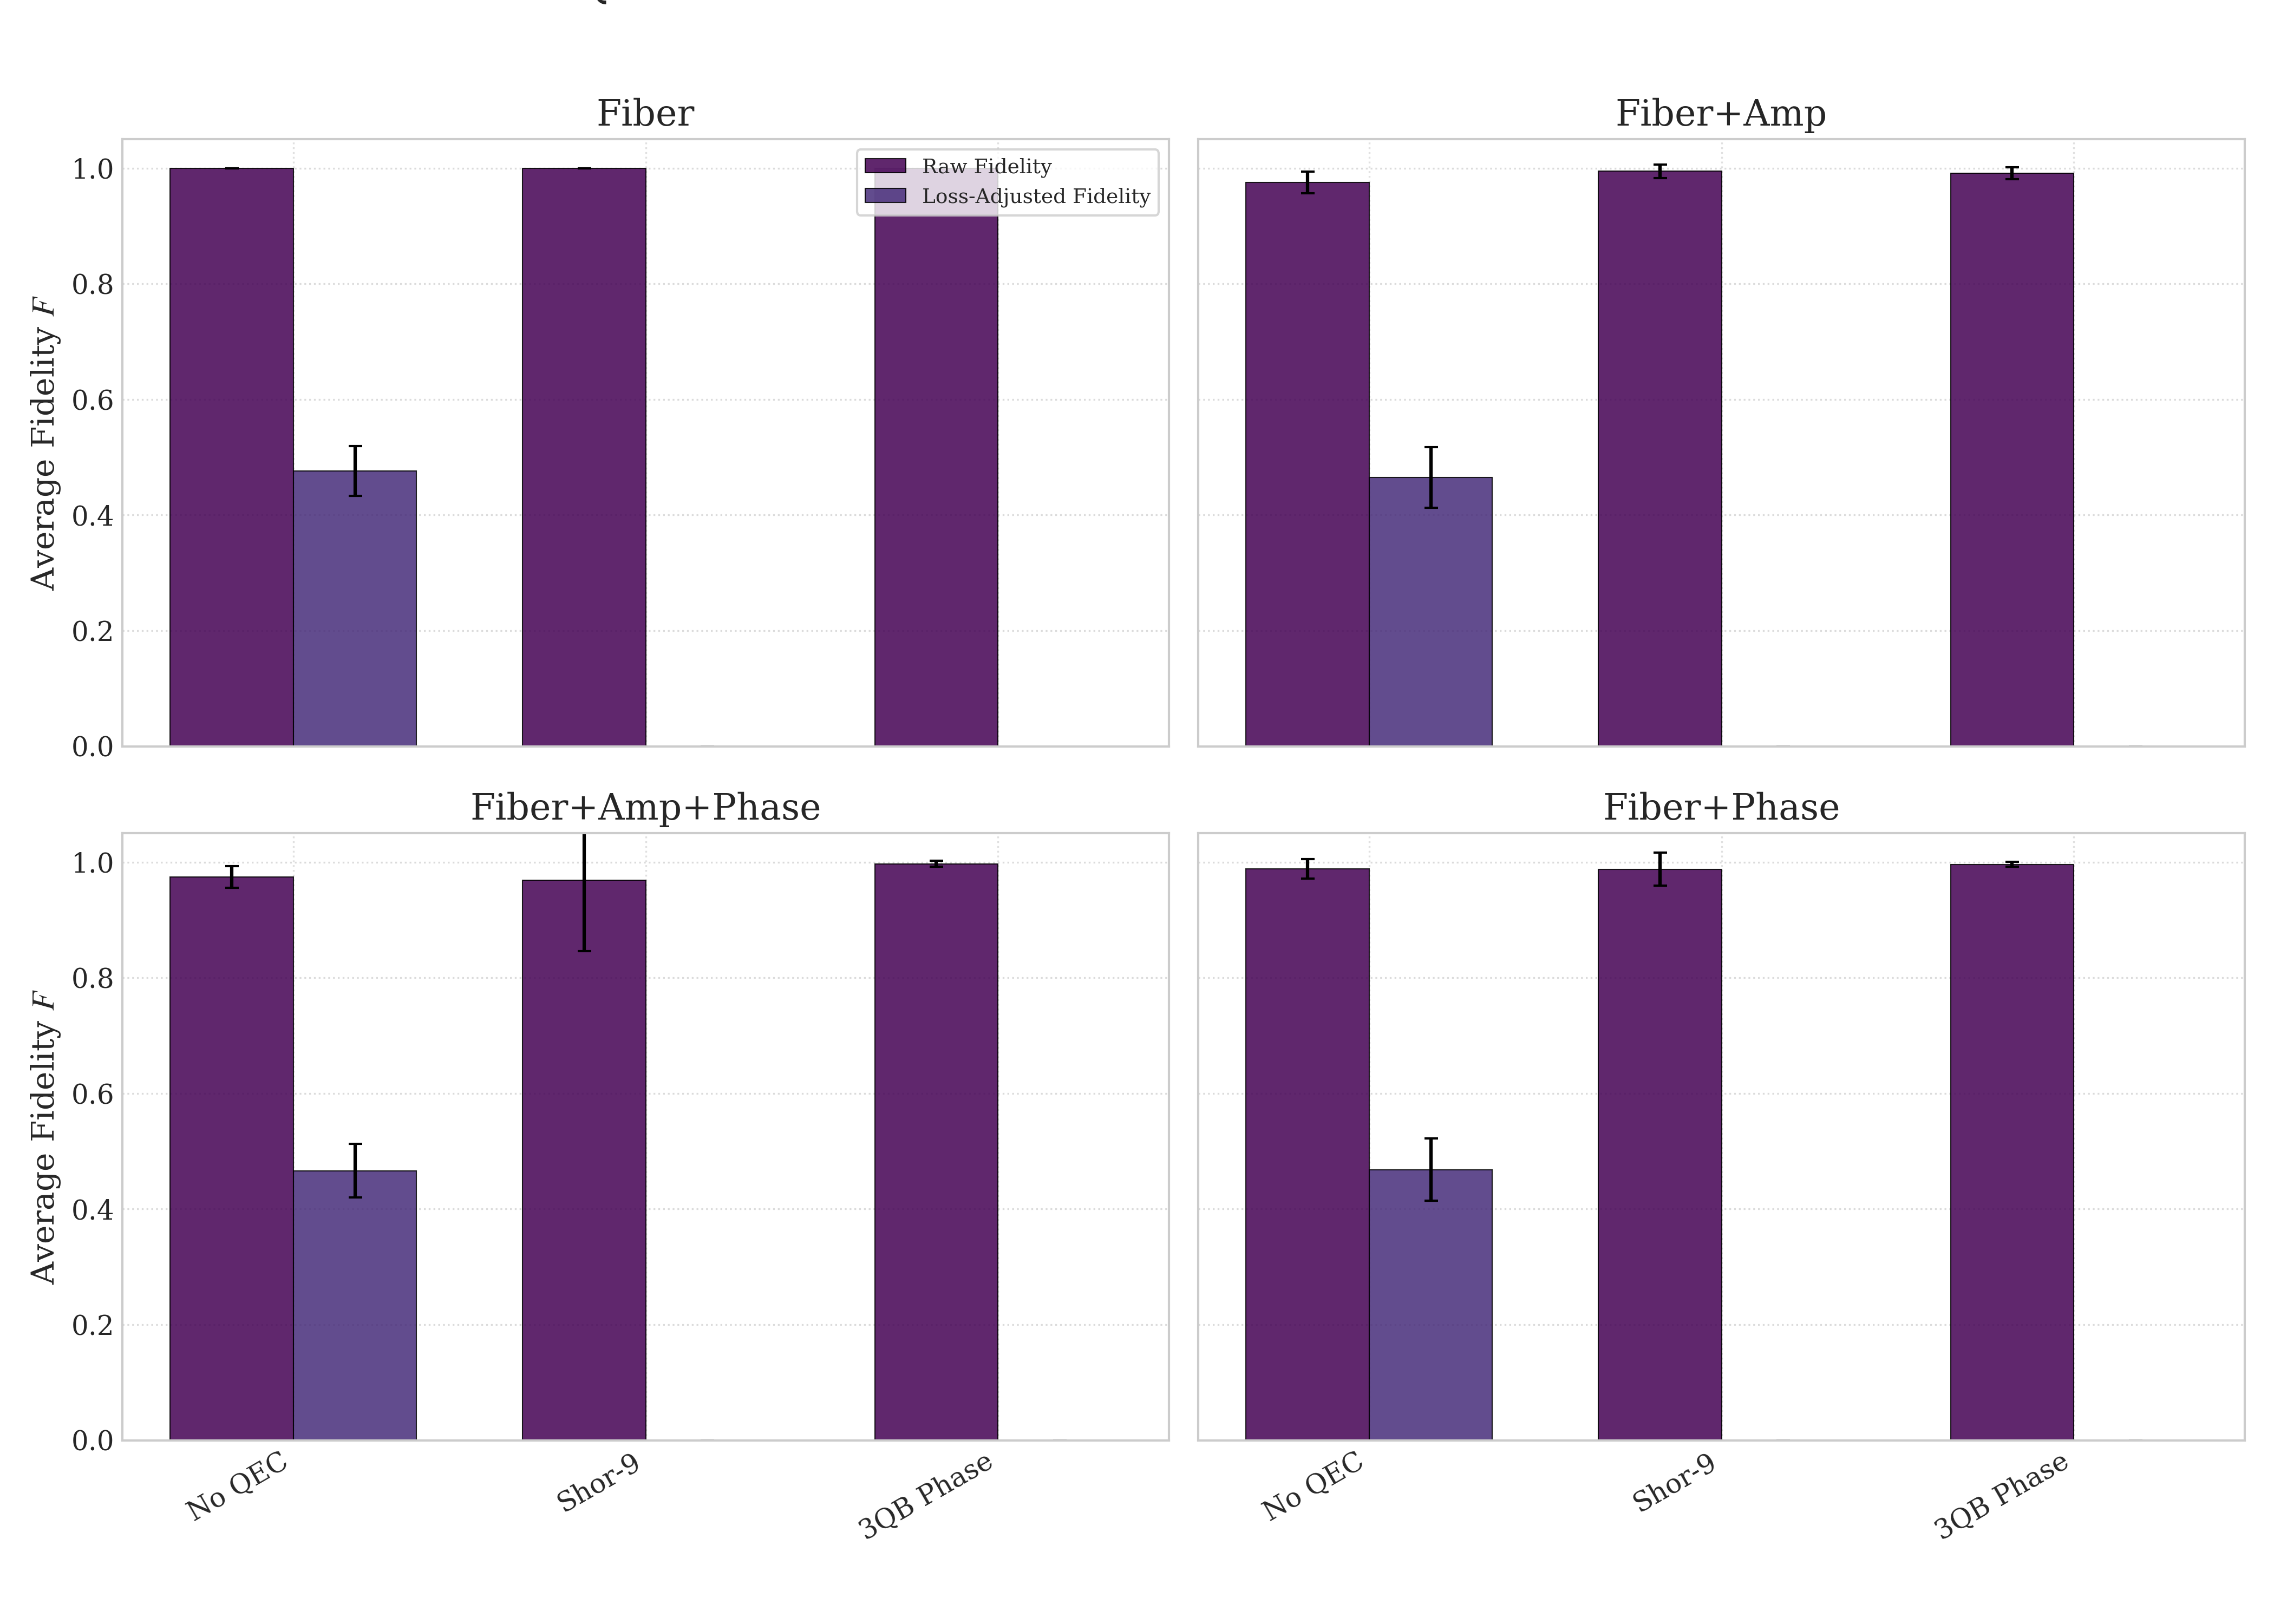 Fiber
Fiber+Amp
Raw Fidelity
Loss-Adjusted Fidelity
Average Fidelity F
1.0
0.8
0.6
0.4
0.2
0.0
Fiber+Amp+Phase
Fiber+Phase
Average Fidelity F
1.0
0.8
0.6
0.4
0.2
0.0
No QEC
Shor-9
3QB Phase
No QEC
Shor-9
3QB Phase